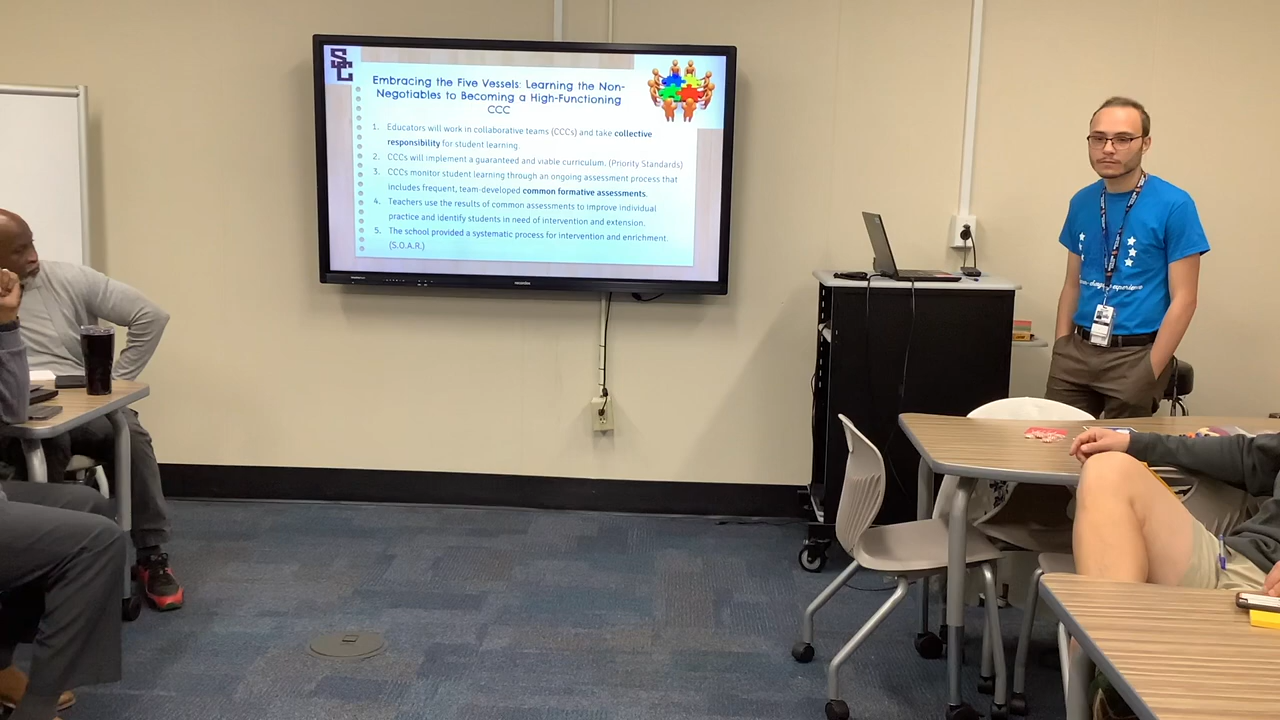 SC
Embracing the Five Vessels: Learning the Non-
Negotiables to Becoming a High-Functioning
CCC
1. Educators will work in collaborative teams (CCCs) and take collective
responsibility for student learning.
2. CCCs will implement a guaranteed and viable curriculum. (Priority Standards)
3. CCCs monitor student learning through an ongoing assessment process that
includes frequent, team-developed common formative assessments.
4. Teachers use the results of common assessments to improve individual
practice and identify students in need of intervention and extension.
5. The school provided a systematic process for intervention and enrichment.
(S.O.A.R.)